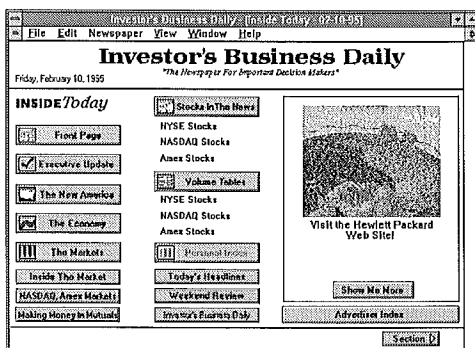 Investor's Business Daily - [Inside Today - 02-10-95]
File Edit Newspaper View Window Help
Investor's Business Daily
"The Newspaper For Important Decision Makers"
Friday, February 10, 1995
INSIDE Today
Front Page
Executive Update
The New America
The Economy
The Markets
Inside The Market
NASDAQ, Amex Markets
Making Money In Mutuals
Stocks In The News
NYSE Stocks
NASDAQ Stocks
Amex Stocks
Volume Tables
NYSE Stocks
NASDAQ Stocks
Amex Stocks
Personal Index
Today's Headlines
Weekend Review
Investor's Business Daily
Visit the Hewlett Packard
Web Site!
Show Me More
Advertiser Index
Section